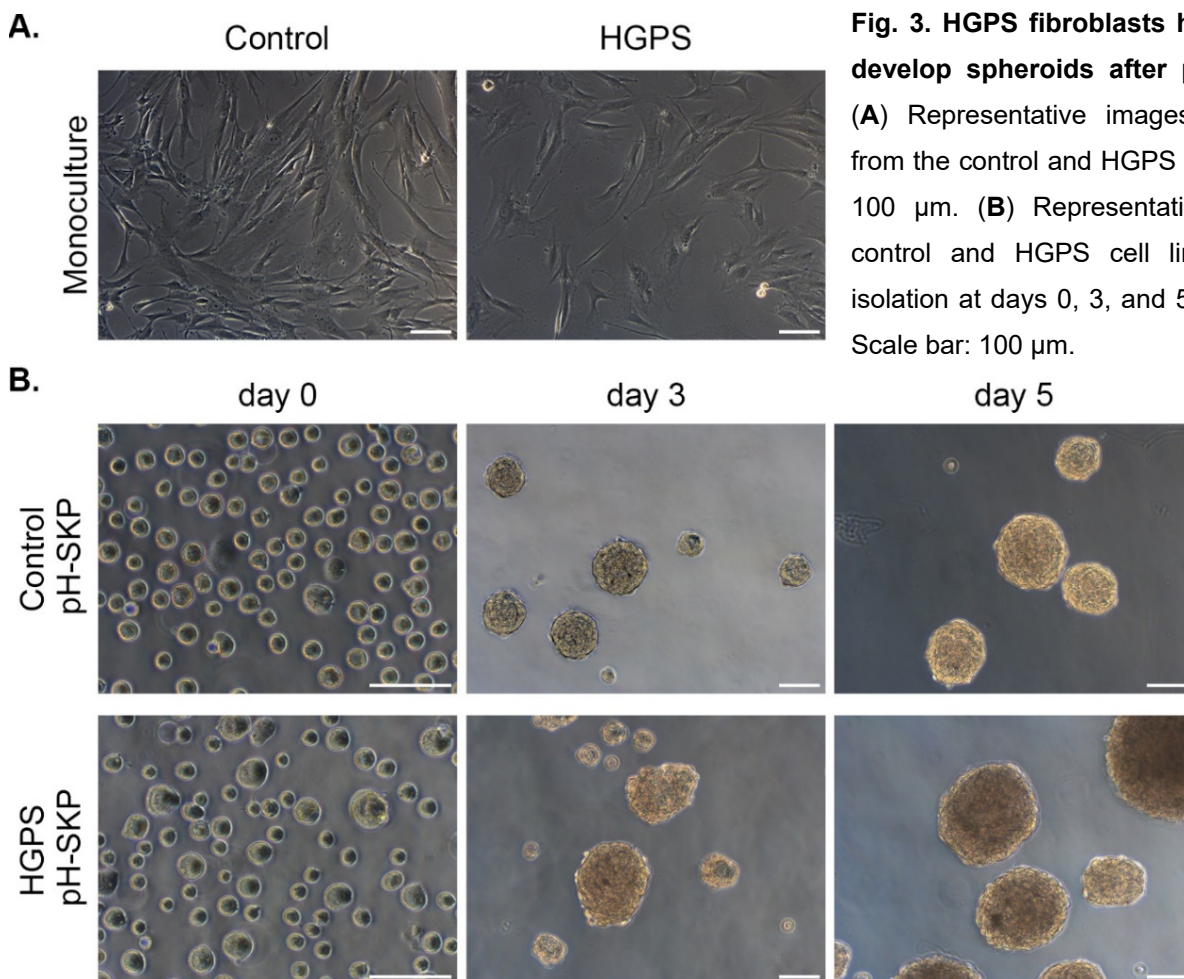 A.
Control
HGPS
Monoculture
Fig. 3. HGPS fibroblasts
develop spheroids after
(A) Representative images
from the control and HGPS
100 µm. (B) Representati
control and HGPS cell li
isolation at days 0, 3, and 5
Scale bar: 100 µm.
B.
day 0
day 3
day 5
Control
pH-SKP
HGPS
pH-SKP